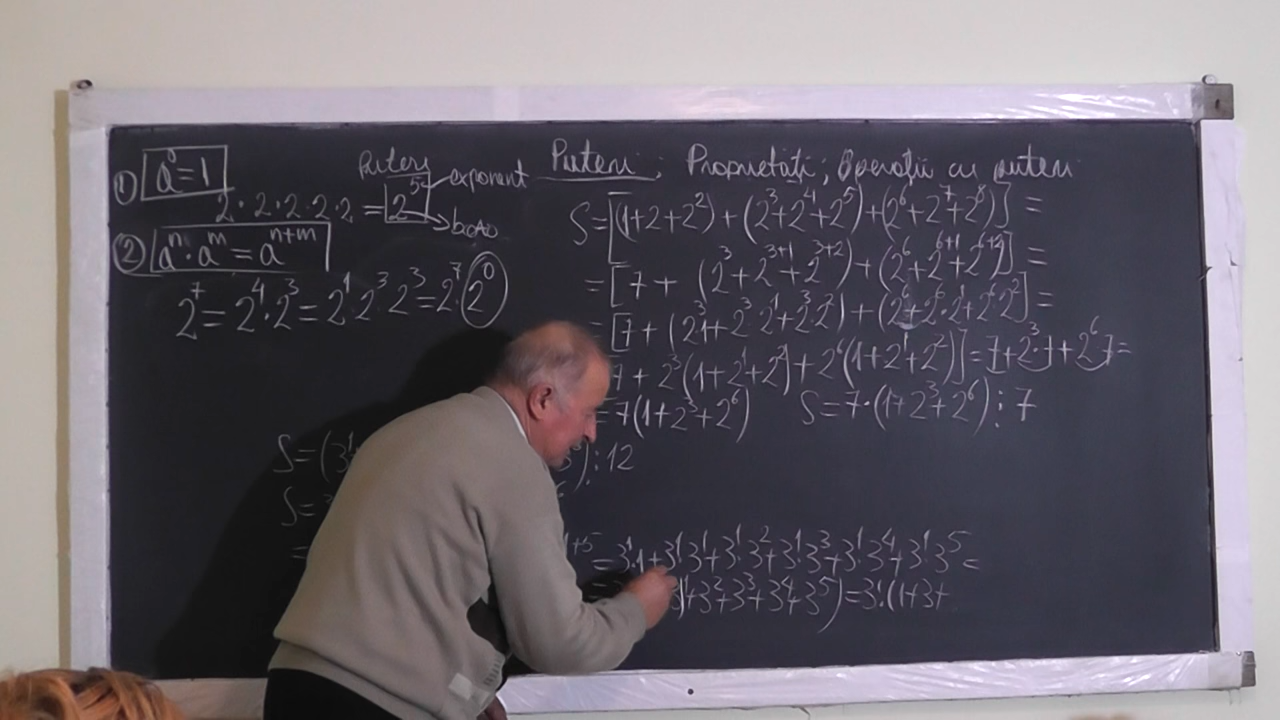 Puteri; Proprietăți; Operații cu puteri
1) a⁰=1
Putere
exponent
2·2·2·2·2=2⁵
baza
2) aⁿ·aᵐ=aⁿ⁺ᵐ
2⁷=2⁴·2³=2¹·2³·2³=2⁷·2⁰
S=[(1+2+2²)+(2³+2⁴+2⁵)+(2⁶+2⁷+2⁸)]=
=[7+(2³+2³⁺¹+2³⁺²)+(2⁶+2⁶⁺¹+2⁶⁺²)]=
=[7+(2³·1+2³·2¹+2³·2²)+(2⁶+2⁶·2¹+2⁶·2²)]=
7+2³(1+2¹+2²)+2⁶(1+2¹+2²)]=7+2³·7+2⁶·7=
=7(1+2³+2⁶) S=7·(1+2³+2⁶)⋮7
S=(3¹ ):12
S=
=
1+5=3¹·1+3¹·3¹+3¹·3²+3¹·3³+3¹·3⁴+3¹·3⁵=
+3²+3³+3⁴+3⁵)=3¹·(1+3+